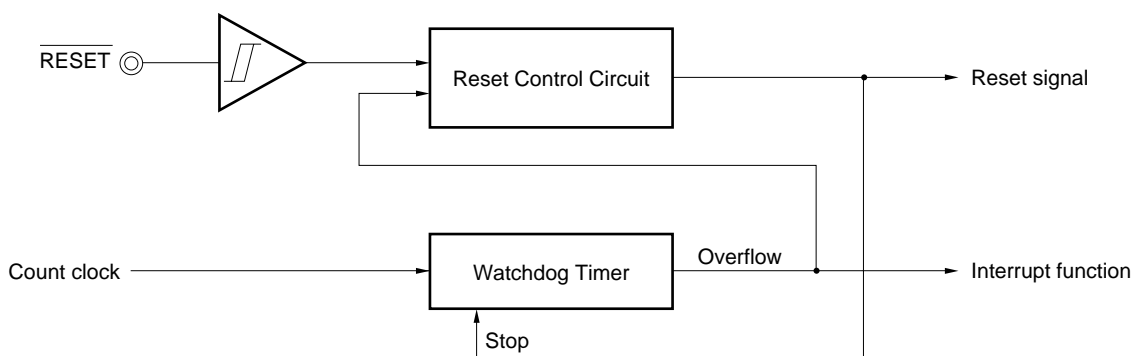 RESET
Reset Control Circuit
Reset signal
Count clock
Watchdog Timer
Overflow
Interrupt function
Stop